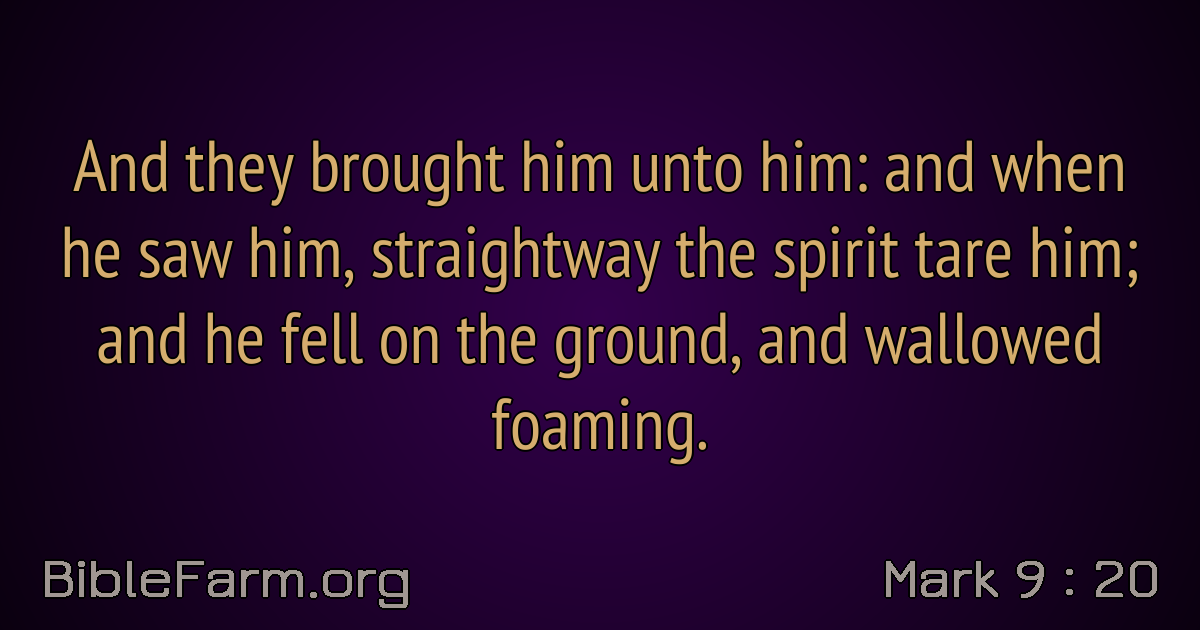 And they brought him unto him: and when
he saw him, straightway the spirit tare him;
and he fell on the ground, and wallowed
foaming.
BibleFarm.org
Mark 9 : 20